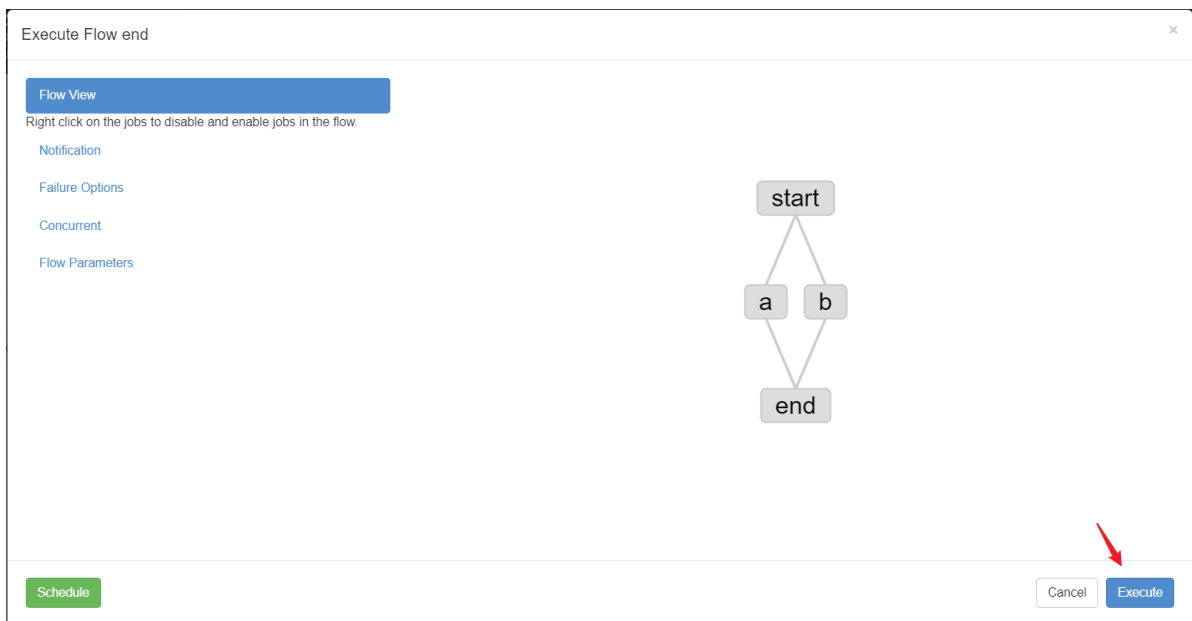 Execute Flow end
×
Flow View
Right click on the jobs to disable and enable jobs in the flow.
Notification
Failure Options
Concurrent
Flow Parameters
start
a b
end
Schedule
Cancel Execute